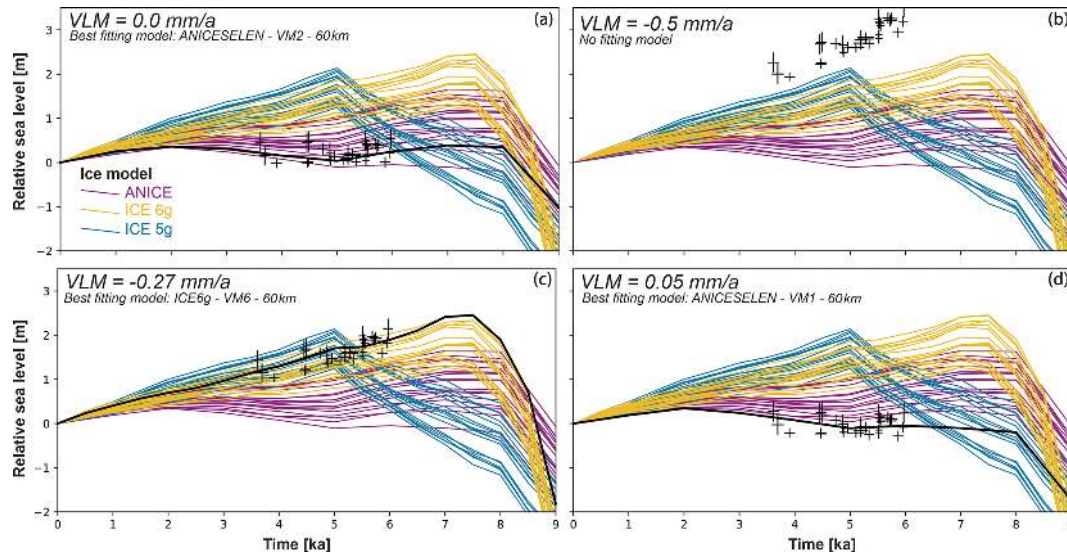 VLM = 0.0 mm/a
(a)
Best fitting model: ANICESELEN - VM2 - 60km
3
2
1
0
−1
−2
Relative sea level [m]
Ice model
ANICE
ICE 6g
ICE 5g
VLM = -0.5 mm/a
(b)
No fitting model
VLM = -0.27 mm/a
(c)
Best fitting model: ICE6g - VM6 - 60km
3
2
1
0
−1
−2
Relative sea level [m]
0 1 2 3 4 5 6 7 8 9
Time [ka]
VLM = 0.05 mm/a
(d)
Best fitting model: ANICESELEN - VM1 - 60km
0 1 2 3 4 5 6 7 8
Time [ka]